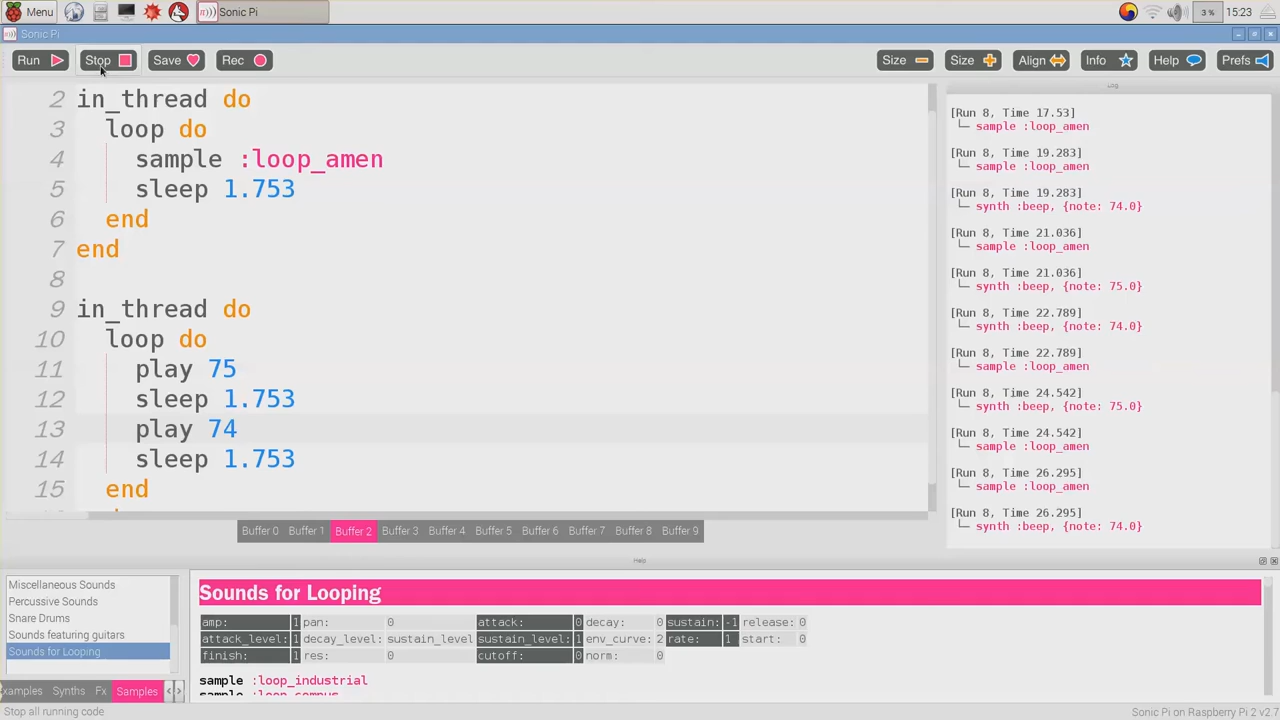 Menu Sonic Pi 3 % 15:23
Sonic Pi
Run Stop Save Rec Size Size Align Info Help Prefs
2 in_thread do
3 loop do
4 sample :loop_amen
5 sleep 1.753
6 end
7 end
8
9 in_thread do
10 loop do
11 play 75
12 sleep 1.753
13 play 74
14 sleep 1.753
15 end
Log
[Run 8, Time 17.53]
└─ sample :loop_amen
[Run 8, Time 19.283]
└─ sample :loop_amen
[Run 8, Time 19.283]
└─ synth :beep, {note: 74.0}
[Run 8, Time 21.036]
└─ sample :loop_amen
[Run 8, Time 21.036]
└─ synth :beep, {note: 75.0}
[Run 8, Time 22.789]
└─ synth :beep, {note: 74.0}
[Run 8, Time 22.789]
└─ sample :loop_amen
[Run 8, Time 24.542]
└─ synth :beep, {note: 75.0}
[Run 8, Time 24.542]
└─ sample :loop_amen
[Run 8, Time 26.295]
└─ sample :loop_amen
[Run 8, Time 26.295]
└─ synth :beep, {note: 74.0}
Buffer 0 Buffer 1 Buffer 2 Buffer 3 Buffer 4 Buffer 5 Buffer 6 Buffer 7 Buffer 8 Buffer 9
Help
Miscellaneous Sounds
Percussive Sounds
Snare Drums
Sounds featuring guitars
Sounds for Looping
xamples Synths Fx Samples
Sounds for Looping
amp: 1 pan: 0 attack: 0 decay: 0 sustain: -1 release: 0
attack_level: 1 decay_level: sustain_level sustain_level: 1 env_curve: 2 rate: 1 start: 0
finish: 1 res: 0 cutoff: 0 norm: 0
sample :loop_industrial
sample :loop_compus
Stop all running code
Sonic Pi on Raspberry Pi 2 v2.7